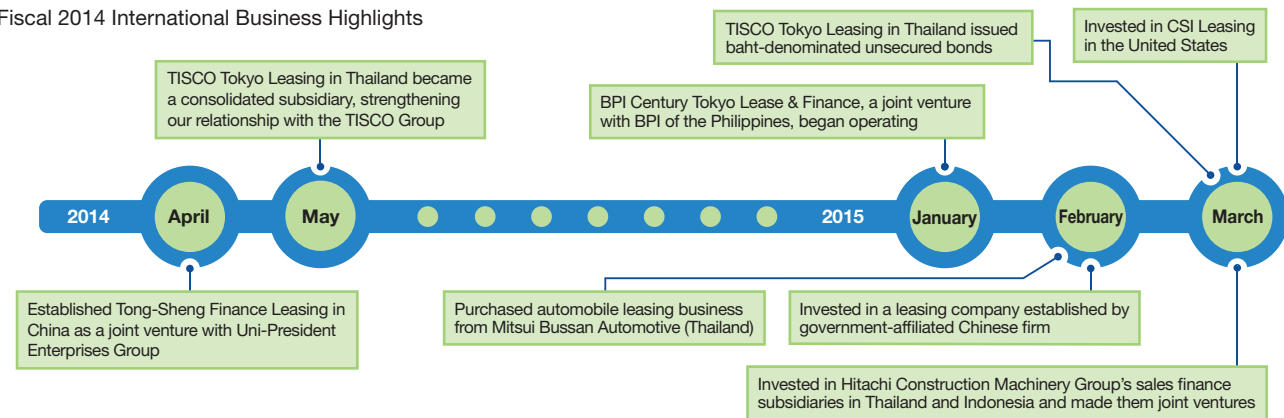 Fiscal 2014 International Business Highlights
TISCO Tokyo Leasing in Thailand issued
baht-denominated unsecured bonds
Invested in CSI Leasing
in the United States
TISCO Tokyo Leasing in Thailand became
a consolidated subsidiary, strengthening
our relationship with the TISCO Group
BPI Century Tokyo Lease & Finance, a joint venture
with BPI of the Philippines, began operating
2014
April
May
2015
January
February
March
Established Tong-Sheng Finance Leasing in
China as a joint venture with Uni-President
Enterprises Group
Purchased automobile leasing business
from Mitsui Bussan Automotive (Thailand)
Invested in a leasing company established by
government-affiliated Chinese firm
Invested in Hitachi Construction Machinery Group's sales finance
subsidiaries in Thailand and Indonesia and made them joint ventures